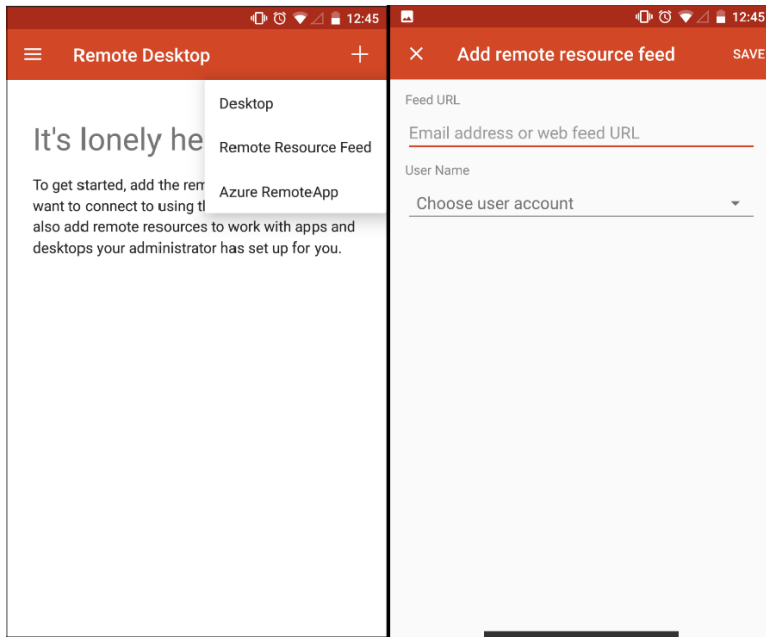 12:45
Remote Desktop
Desktop
Remote Resource Feed
Azure RemoteApp
It's lonely he
To get started, add the rem
want to connect to using th
also add remote resources to work with apps and
desktops your administrator has set up for you.
12:45
Add remote resource feed SAVE
Feed URL
Email address or web feed URL
User Name
Choose user account